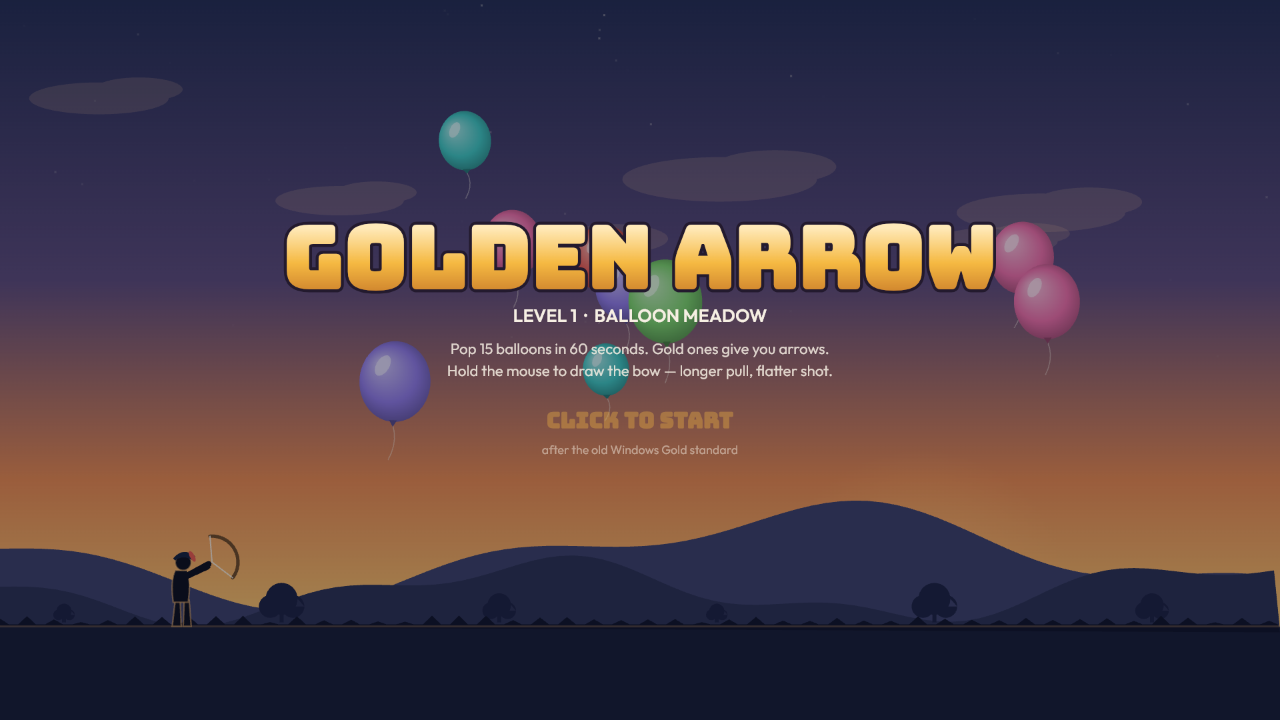 GOLDEN ARROW
LEVEL 1 · BALLOON MEADOW
Pop 15 balloons in 60 seconds. Gold ones give you arrows.
Hold the mouse to draw the bow — longer pull, flatter shot.
CLICK TO START
after the old Windows Gold standard